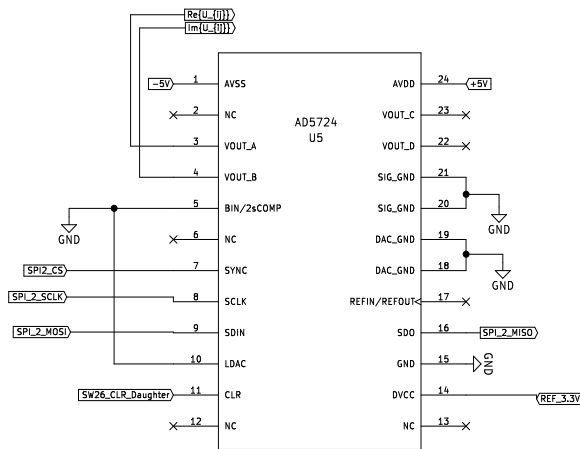 Re{U_{ij}}
Im{U_{ij}}
-5V 1 AVSS AVDD 24 +5V
2 NC VOUT_C 23
AD5724
U5
3 VOUT_A VOUT_D 22
4 VOUT_B SIG_GND 21
5 BIN/2sCOMP SIG_GND 20
GND GND
6 NC DAC_GND 19
SPI2_CS 7 SYNC DAC_GND 18
GND
SPI_2_SCLK 8 SCLK REFIN/REFOUT 17
SPI_2_MOSI 9 SDIN SDO 16 SPI_2_MISO
10 LDAC GND 15 GND
SW26_CLR_Daughter 11 CLR DVCC 14 REF_3.3V
12 NC NC 13